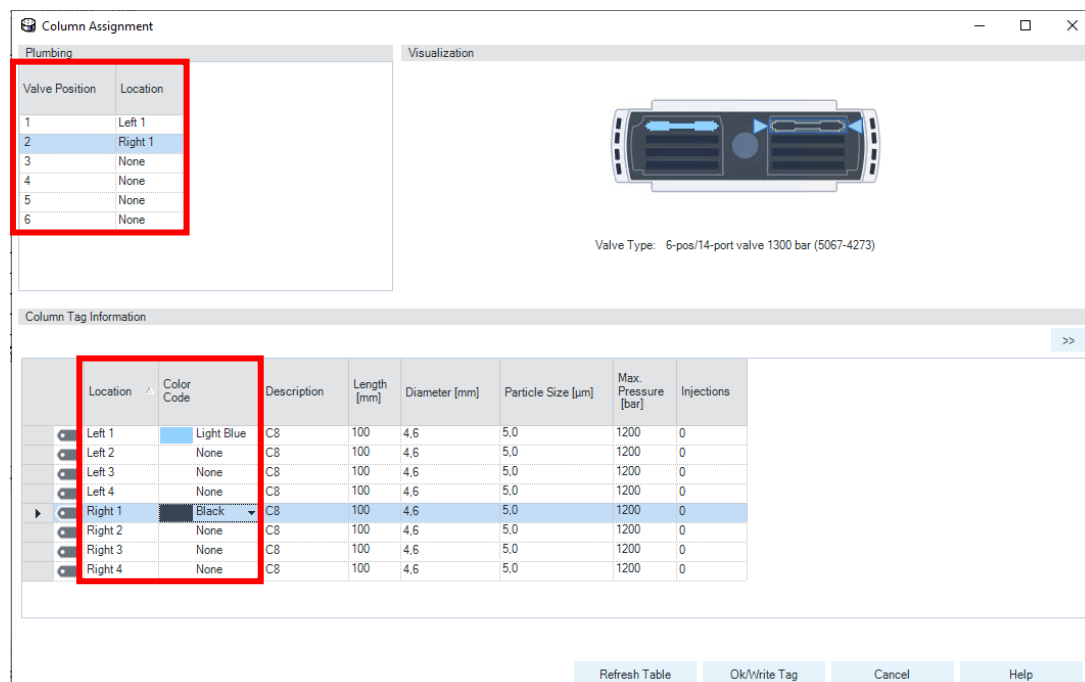 Column Assignment
Plumbing
Valve Position Location
1 Left 1
2 Right 1
3 None
4 None
5 None
6 None
Visualization
Valve Type: 6-pos/14-port valve 1300 bar (5067-4273)
Column Tag Information
>>
Location Color Code Description Length [mm] Diameter [mm] Particle Size [µm] Max. Pressure [bar] Injections
Left 1 Light Blue C8 100 4,6 5,0 1200 0
Left 2 None C8 100 4,6 5,0 1200 0
Left 3 None C8 100 4,6 5,0 1200 0
Left 4 None C8 100 4,6 5,0 1200 0
Right 1 Black C8 100 4,6 5,0 1200 0
Right 2 None C8 100 4,6 5,0 1200 0
Right 3 None C8 100 4,6 5,0 1200 0
Right 4 None C8 100 4,6 5,0 1200 0
Refresh Table Ok/Write Tag Cancel Help